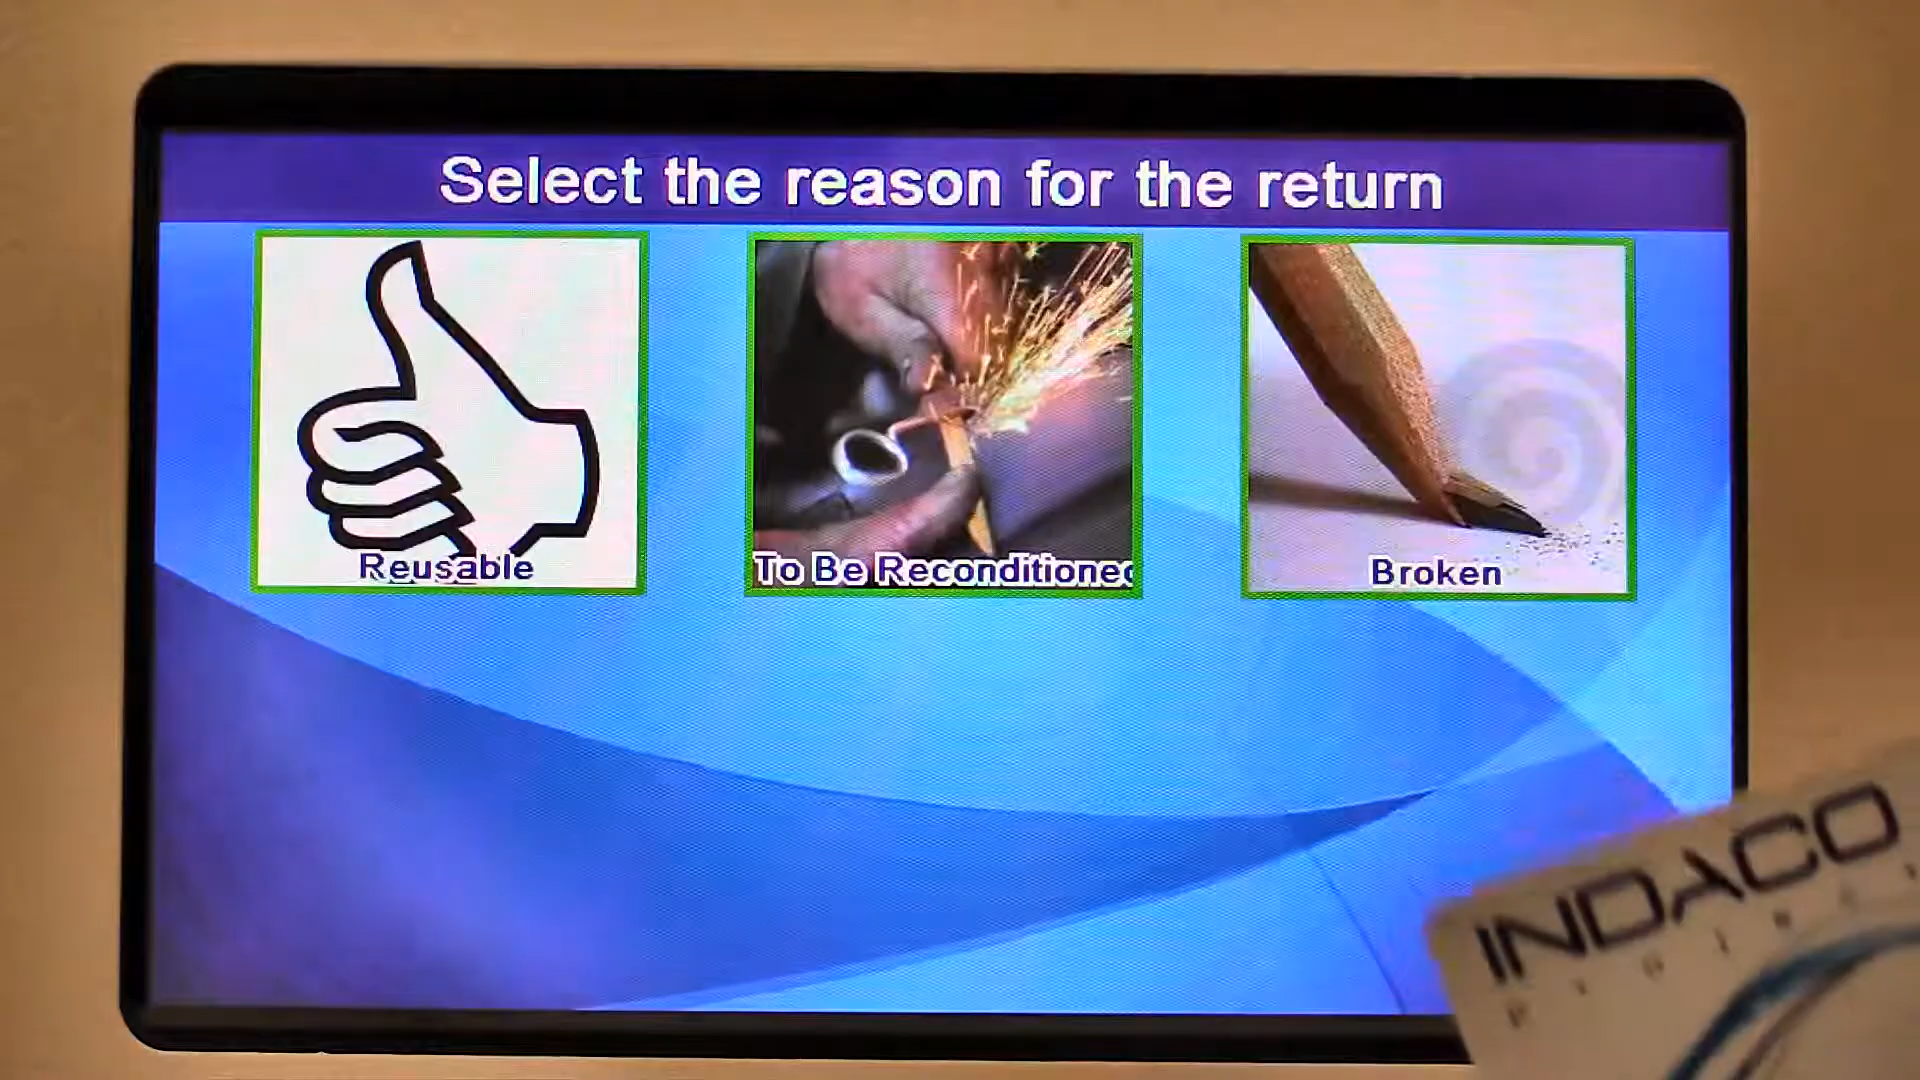 Select the reason for the return
Reusable
To Be Reconditioned
Broken
INDACO